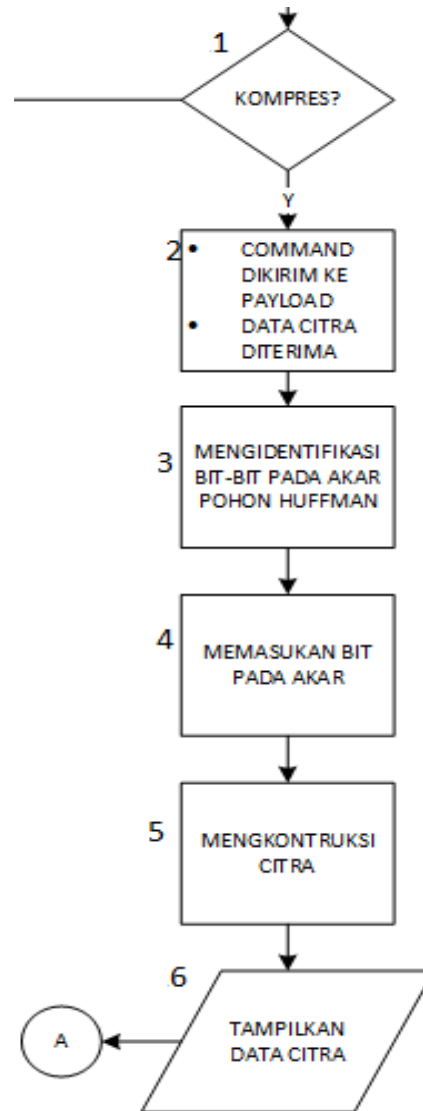 1
KOMPRES?
Y
2
• COMMAND
DIKIRIM KE
PAYLOAD
• DATA CITRA
DITERIMA
3
MENGIDENTIFIKASI
BIT-BIT PADA AKAR
POHON HUFFMAN
4
MEMASUKAN BIT
PADA AKAR
5
MENGKONTRUKSI
CITRA
6
TAMPILKAN
DATA CITRA
A